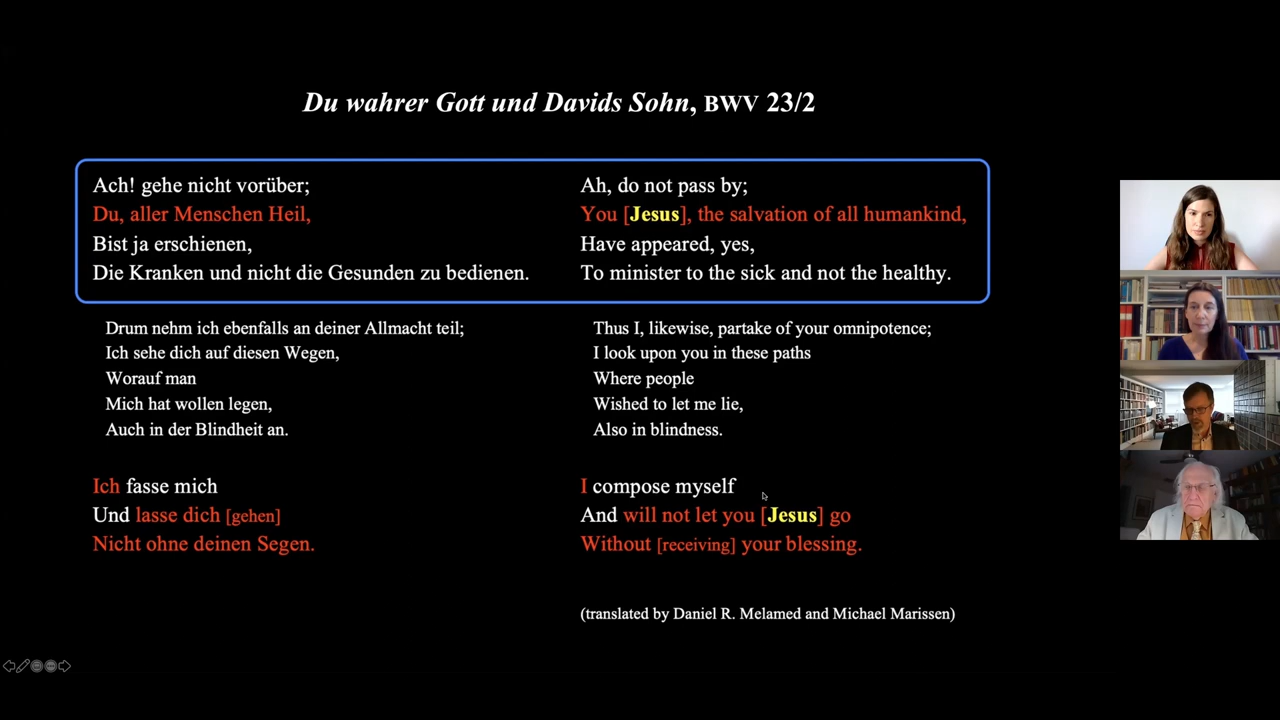 Du wahrer Gott und Davids Sohn, BWV 23/2
Ach! gehe nicht vorüber;
Du, aller Menschen Heil,
Bist ja erschienen,
Die Kranken und nicht die Gesunden zu bedienen.
Ah, do not pass by;
You [Jesus], the salvation of all humankind,
Have appeared, yes,
To minister to the sick and not the healthy.
Drum nehm ich ebenfalls an deiner Allmacht teil;
Ich sehe dich auf diesen Wegen,
Worauf man
Mich hat wollen legen,
Auch in der Blindheit an.
Thus I, likewise, partake of your omnipotence;
I look upon you in these paths
Where people
Wished to let me lie,
Also in blindness.
Ich fasse mich
Und lasse dich [gehen]
Nicht ohne deinen Segen.
I compose myself
And will not let you [Jesus] go
Without [receiving] your blessing.
(translated by Daniel R. Melamed and Michael Marissen)